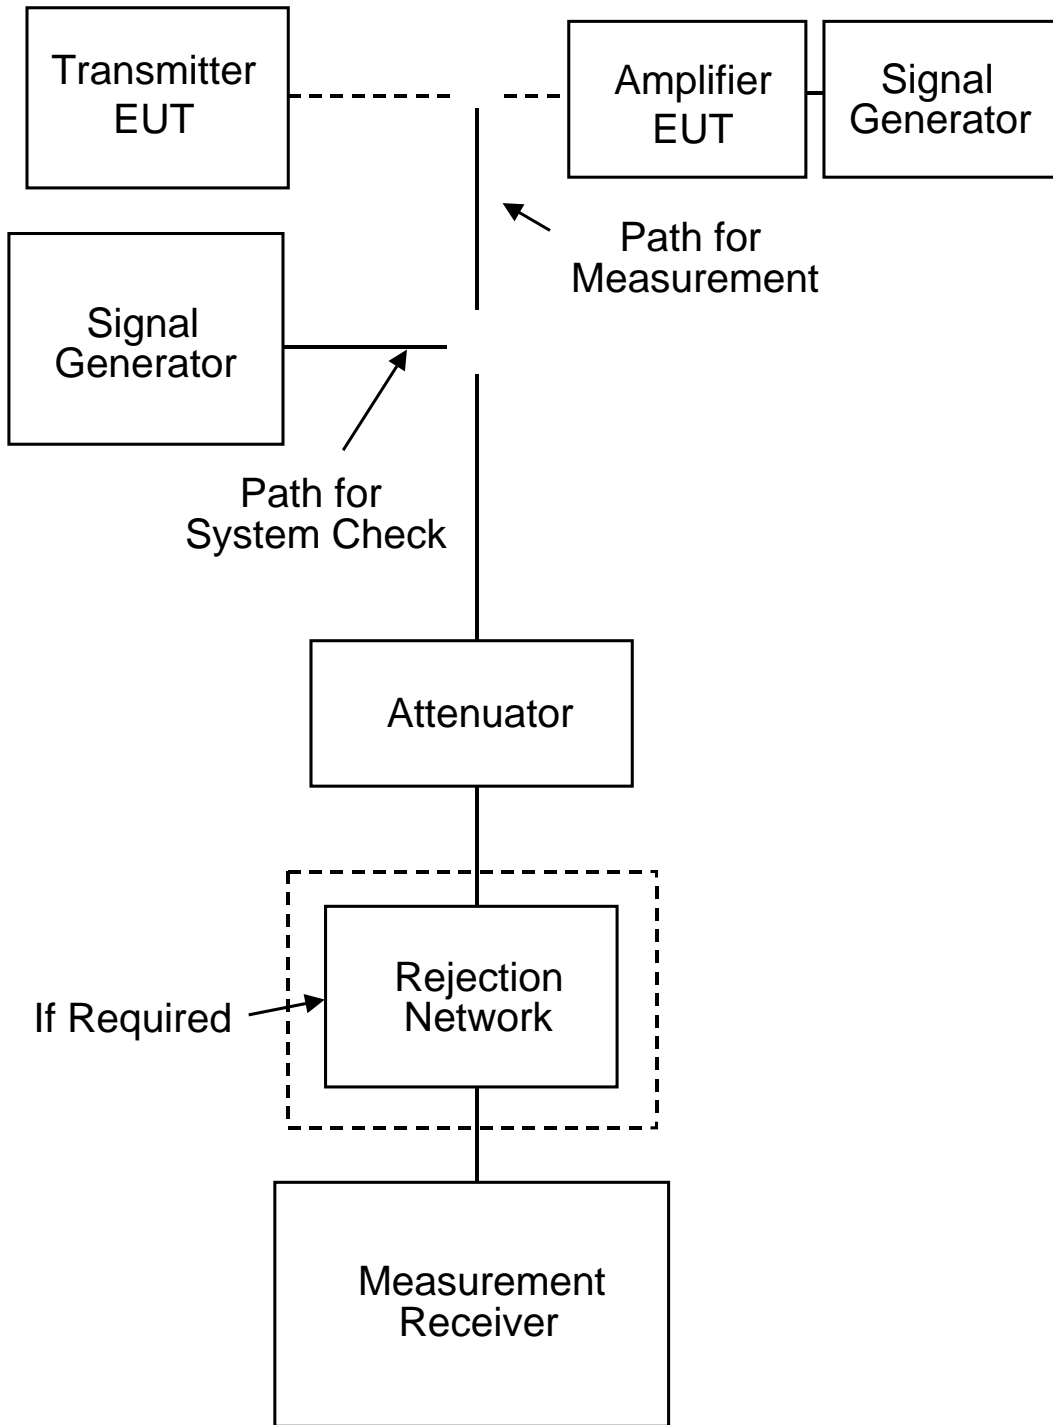 Transmitter
EUT
Amplifier
EUT
Signal
Generator
Path for
Measurement
Signal
Generator
Path for
System Check
Attenuator
If Required
Rejection
Network
Measurement
Receiver